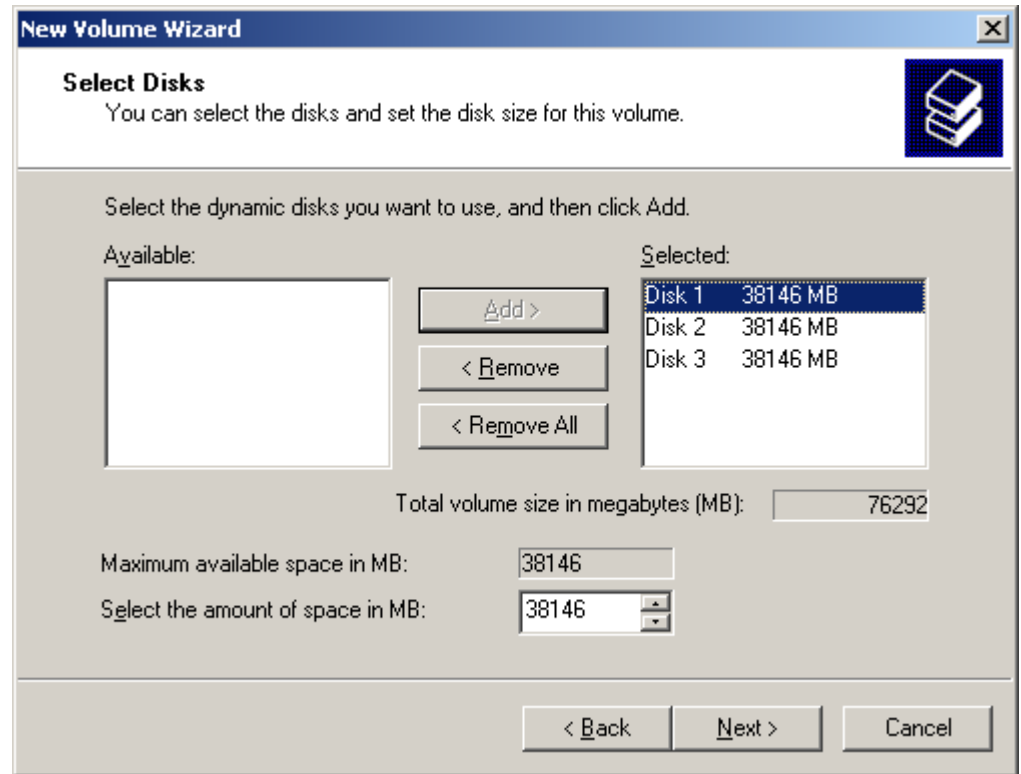 New Volume Wizard
Select Disks
You can select the disks and set the disk size for this volume.
Select the dynamic disks you want to use, and then click Add.
Available:
Selected:
Add >
< Remove
< Remove All
Disk 1 38146 MB
Disk 2 38146 MB
Disk 3 38146 MB
Total volume size in megabytes (MB): 76292
Maximum available space in MB: 38146
Select the amount of space in MB: 38146
< Back Next > Cancel